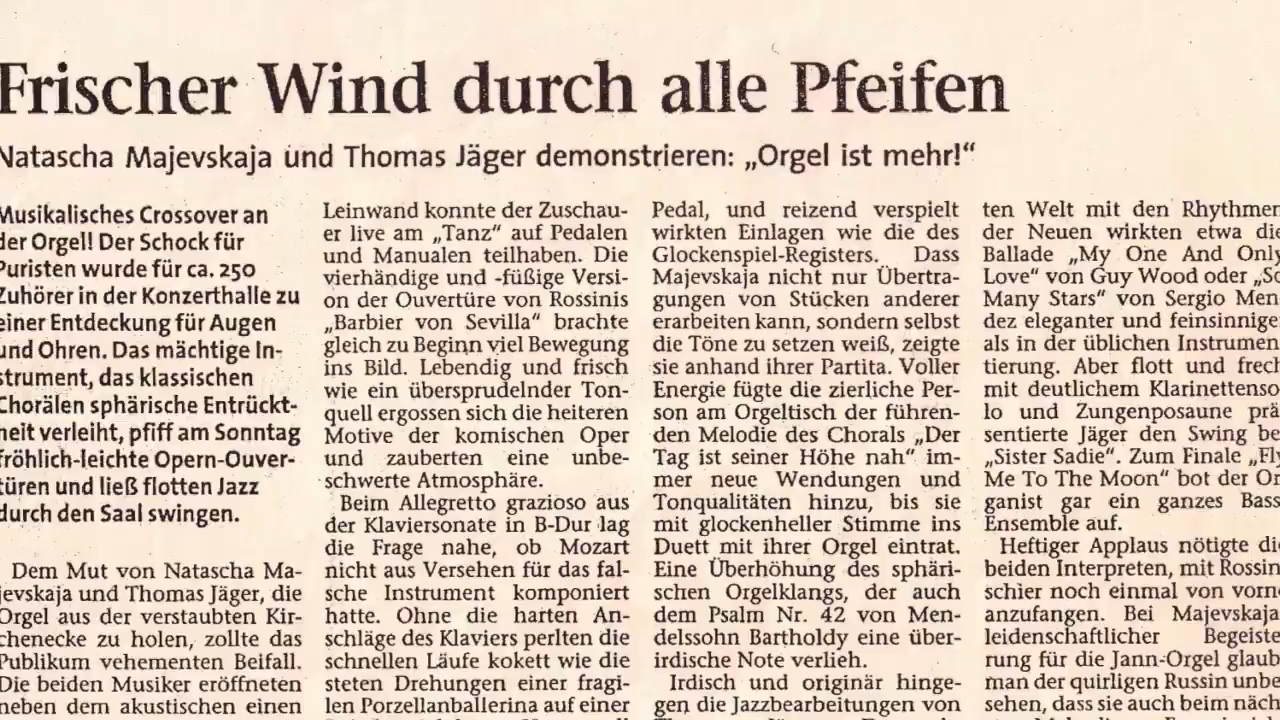 Frischer Wind durch alle Pfeifen
Natascha Majevskaja und Thomas Jäger demonstrieren: „Orgel ist mehr!“
Musikalisches Crossover an
der Orgel! Der Schock für
Puristen wurde für ca. 250
Zuhörer in der Konzerthalle zu
einer Entdeckung für Augen
und Ohren. Das mächtige In-
strument, das klassischen
Chorälen sphärische Entrückt-
heit verleiht, pfiff am Sonntag
fröhlich-leichte Opern-Ouver-
türen und ließ flotten Jazz
durch den Saal swingen.
Dem Mut von Natascha Ma-
jevskaja und Thomas Jäger, die
Orgel aus der verstaubten Kir-
chenecke zu holen, zollte das
Publikum vehementen Beifall.
Die beiden Musiker eröffneten
neben dem akustischen einen
Leinwand konnte der Zuschau-
er live am „Tanz“ auf Pedalen
und Manualen teilhaben. Die
vierhändige und -füßige Versi-
on der Ouvertüre von Rossinis
„Barbier von Sevilla“ brachte
gleich zu Beginn viel Bewegung
ins Bild. Lebendig und frisch
wie ein übersprudelnder Ton-
quell ergossen sich die heiteren
Motive der komischen Oper
und zauberten eine unbe-
schwerte Atmosphäre.
Beim Allegretto grazioso aus
der Klaviersonate in B-Dur lag
die Frage nahe, ob Mozart
nicht aus Versehen für das fal-
sche Instrument komponiert
hatte. Ohne die harten An-
schläge des Klaviers perlten die
schnellen Läufe kokett wie die
steten Drehungen einer fragi-
len Porzellanballerina auf einer
Pedal, und reizend verspielt
wirkten Einlagen wie die des
Glockenspiel-Registers. Dass
Majevskaja nicht nur Übertra-
gungen von Stücken anderer
erarbeiten kann, sondern selbst
die Töne zu setzen weiß, zeigte
sie anhand ihrer Partita. Voller
Energie fügte die zierliche Per-
son am Orgeltisch der führen-
den Melodie des Chorals „Der
Tag ist seiner Höhe nah“ im-
mer neue Wendungen und
Tonqualitäten hinzu, bis sie
mit glockenheller Stimme ins
Duett mit ihrer Orgel eintrat.
Eine Überhöhung des sphäri-
schen Orgelklangs, der auch
dem Psalm Nr. 42 von Men-
delssohn Bartholdy eine über-
irdische Note verlieh.
Irdisch und originär hinge-
gen die Jazzbearbeitungen von
ten Welt mit den Rhythmen
der Neuen wirkten etwa die
Ballade „My One And Only
Love“ von Guy Wood oder „So
Many Stars“ von Sergio Men-
dez eleganter und feinsinnige
als in der üblichen Instrumen
tierung. Aber flott und frech
mit deutlichem Klarinettenso
lo und Zungenposaune prä
sentierte Jäger den Swing be
„Sister Sadie“. Zum Finale „Fly
Me To The Moon“ bot der Or
ganist gar ein ganzes Bass
Ensemble auf.
Heftiger Applaus nötigte die
beiden Interpreten, mit Rossin
schier noch einmal von vorn
anzufangen. Bei Majevskaja
leidenschaftlicher Begeiste
rung für die Jann-Orgel glaub
man der quirligen Russin unbe
sehen, dass sie auch beim näch